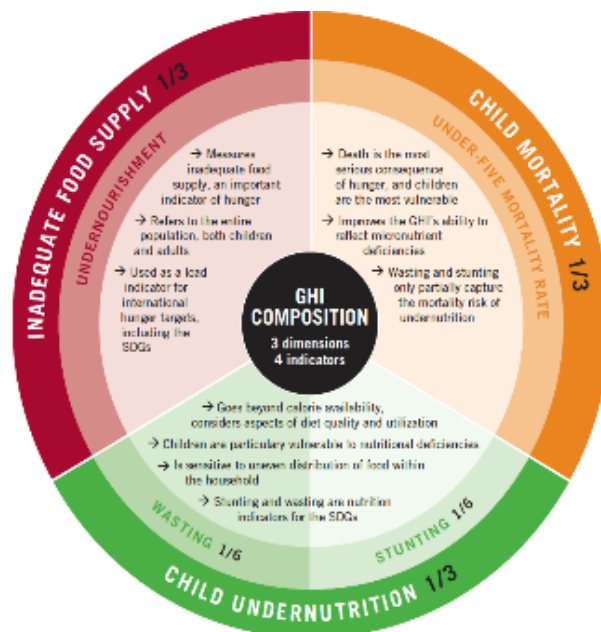 INADEQUATE FOOD SUPPLY 1/3
UNDERNOURISHMENT
→ Measures
inadequate food
supply, an important
indicator of hunger
→ Refers to the entire
population, both children
and adults
→ Used as a lead
indicator for
international
hunger targets,
including the
SDGs
CHILD MORTALITY 1/3
UNDER-FIVE MORTALITY RATE
→ Death is the most
serious consequence
of hunger, and children
are the most vulnerable
→ Improves the GHI's ability to
reflect micronutrient
deficiencies
→ Wasting and stunting
only partially capture
the mortality risk of
undernutrition
GHI
COMPOSITION
3 dimensions
4 indicators
→ Goes beyond calorie availability,
considers aspects of diet quality and utilization
→ Children are particulary vulnerable to nutritional deficiencies
→ Is sensitive to uneven distribution of food within
the household
→ Stunting and wasting are nutrition
indicators for the SDGs
WASTING 1/6
STUNTING 1/6
CHILD UNDERNUTRITION 1/3